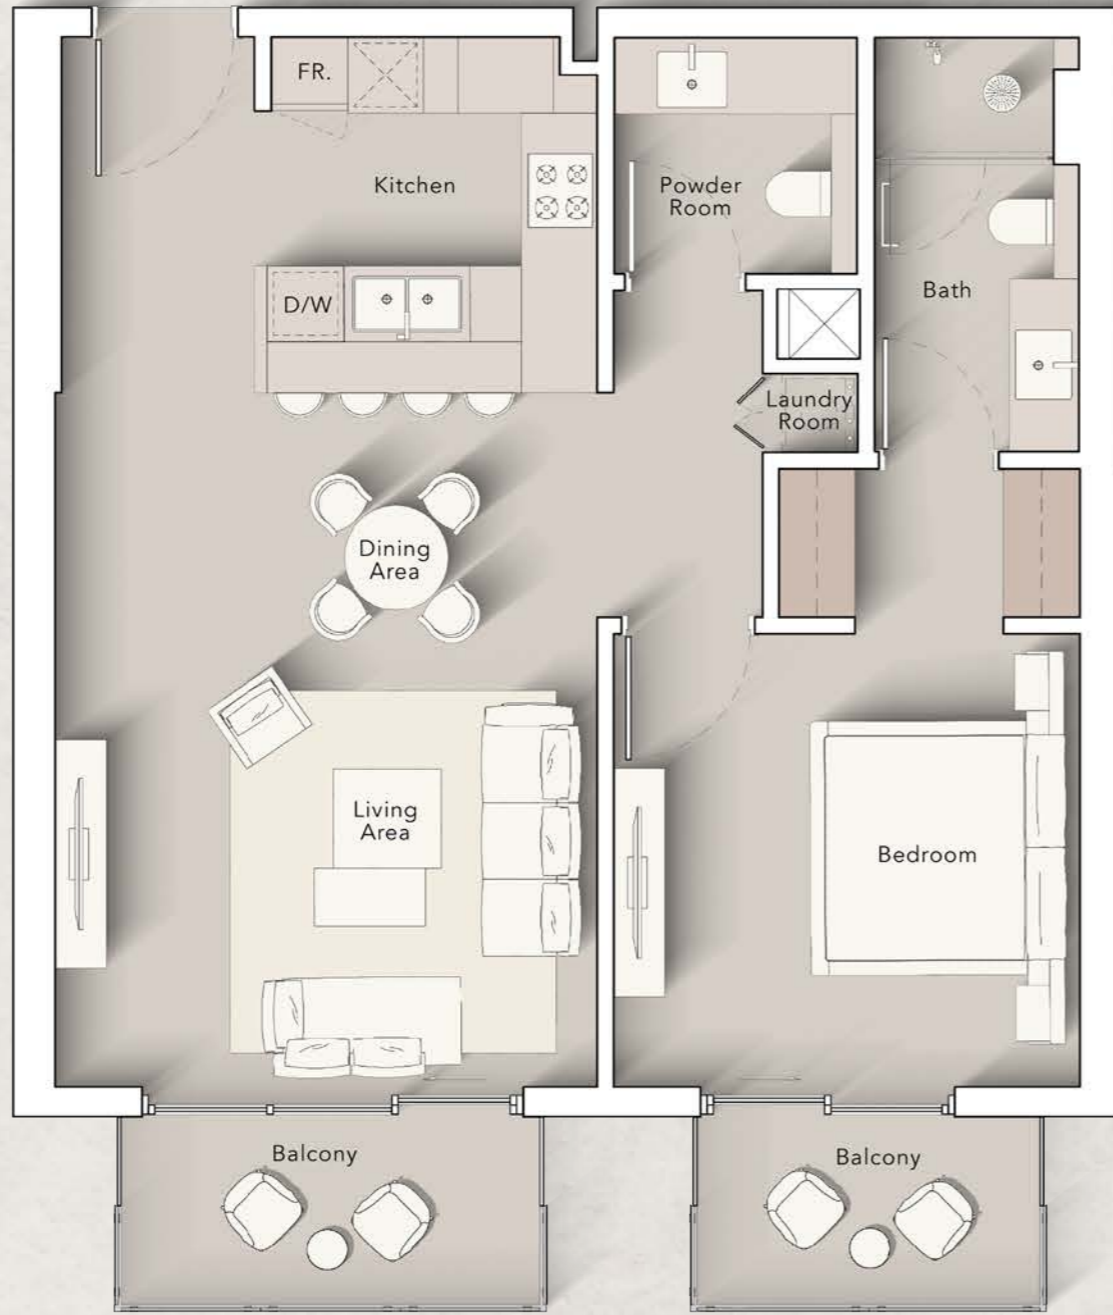 FR.
Kitchen
Powder
Room
D/W
Bath
Laundry
Room
Dining
Area
Living
Area
Bedroom
Balcony
Balcony